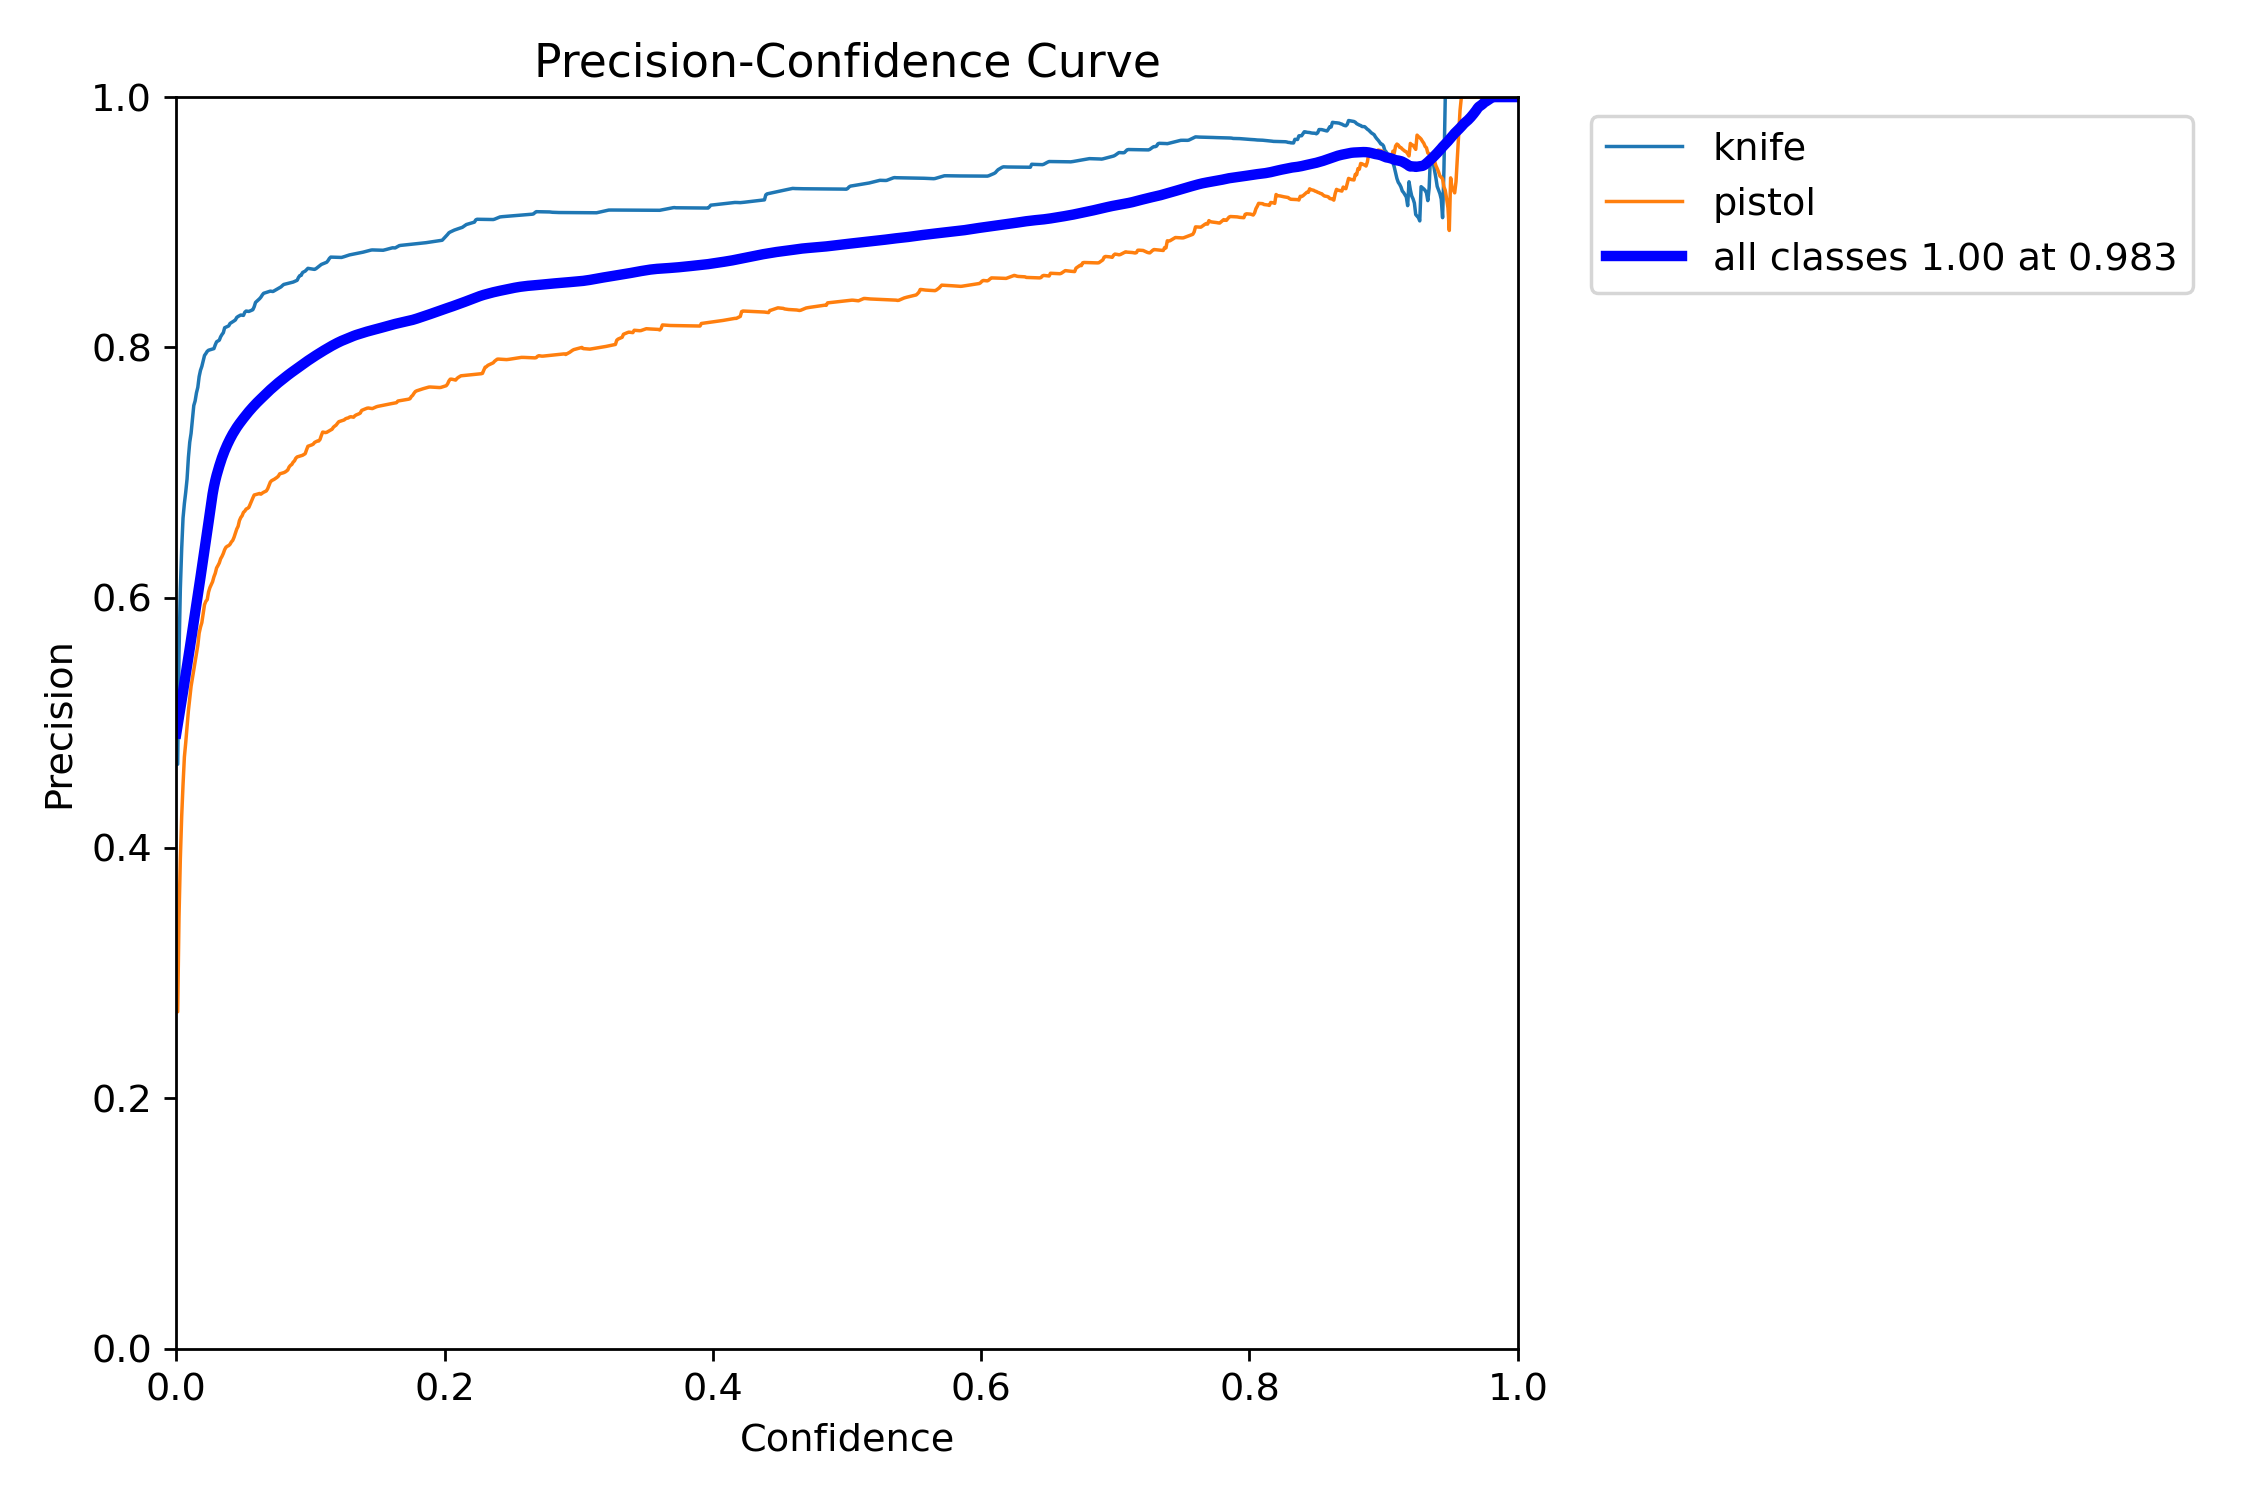 Precision-Confidence Curve
1.0
0.8
0.6
0.4
0.2
0.0
Precision
0.0 0.2 0.4 0.6 0.8 1.0
Confidence
knife
pistol
all classes 1.00 at 0.983